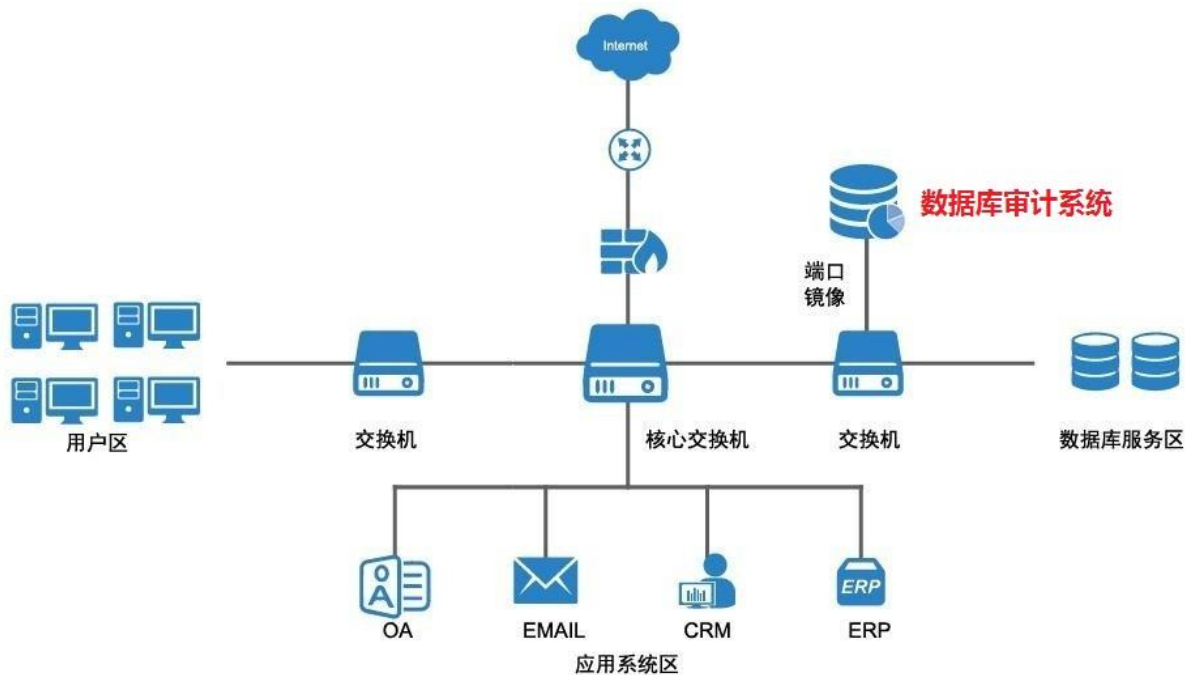 Internet
数据库审计系统
端口
镜像
用户区
交换机
核心交换机
交换机
数据库服务区
OA
OA
EMAIL
CRM
ERP
ERP
应用系统区